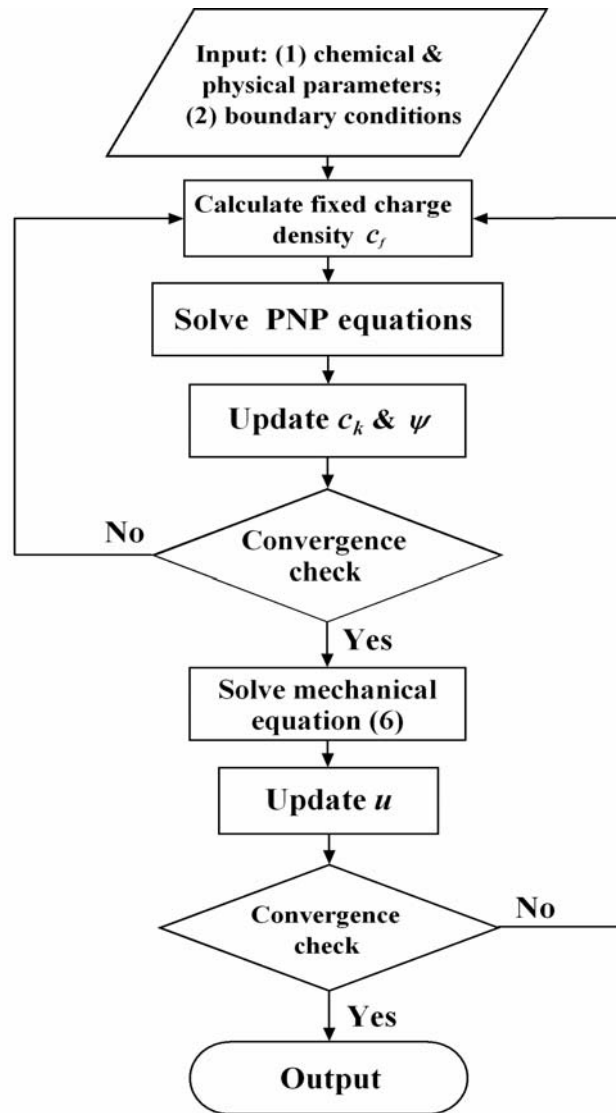 Input: (1) chemical &
physical parameters;
(2) boundary conditions
Calculate fixed charge
density c_f
Solve PNP equations
Update c_k & ψ
No
Convergence
check
Yes
Solve mechanical
equation (6)
Update u
Convergence
check
No
Yes
Output